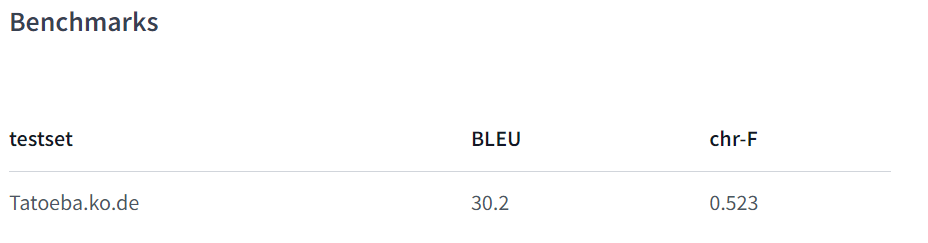 Benchmarks
testset BLEU chr-F
Tatoeba.ko.de 30.2 0.523